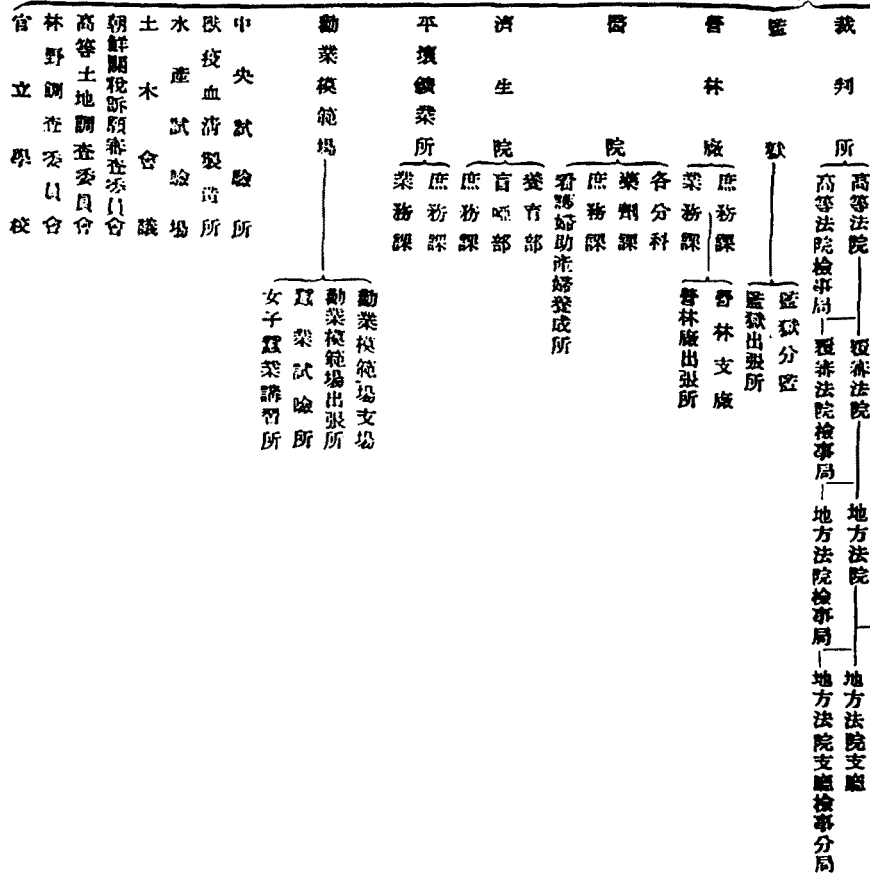 裁判所
高等法院
覆審法院
地方法院
地方法院支廳
高等法院檢事局
覆審法院檢事局
地方法院檢事局
地方法院支廳檢事分局
監獄
監獄分監
監獄出張所
營林廠
庶務課
業務課
營林支廠
營林廠出張所
醫院
各分科
藥劑課
庶務課
看護婦助產婦養成所
濟生院
養育部
盲啞部
庶務課
平壤鑛業所
庶務課
業務課
勸業模範場
勸業模範場支場
勸業模範場出張所
蠶業試驗所
女子蠶業講習所
中央試驗所
獸疫血清製造所
水產試驗場
土木會議
朝鮮關稅訴願審查委員會
高等土地調查委員會
林野調查委員會
官立學校